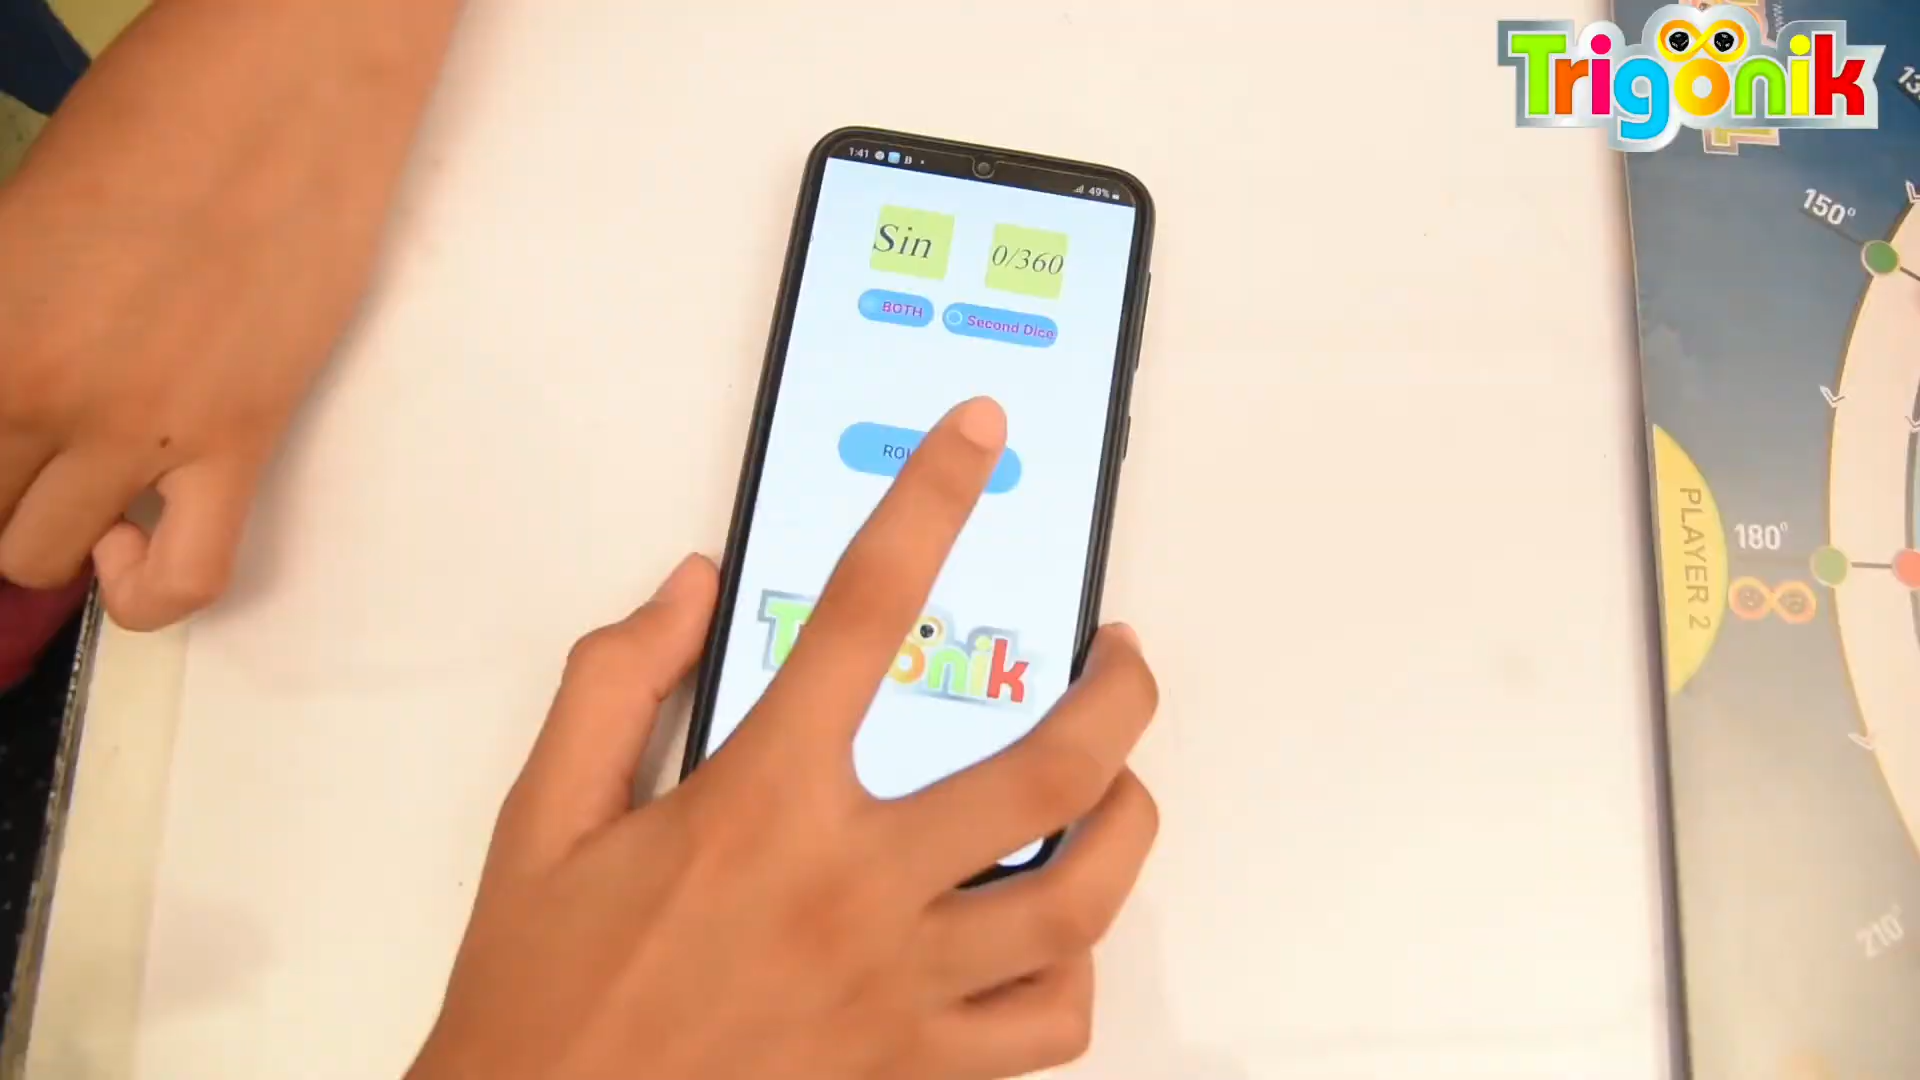 Trigonik
1:41
49%
Sin
0/360
BOTH
Second Dice
150°
180°
PLAYER 2
210°